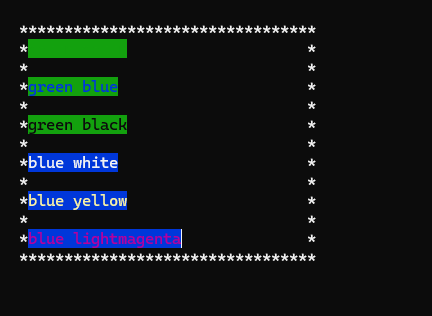 *********************************
*                               *
*                               *
*green blue                     *
*                               *
*green black                    *
*                               *
*blue white                     *
*                               *
*blue yellow                    *
*                               *
*blue lightmagenta              *
*********************************